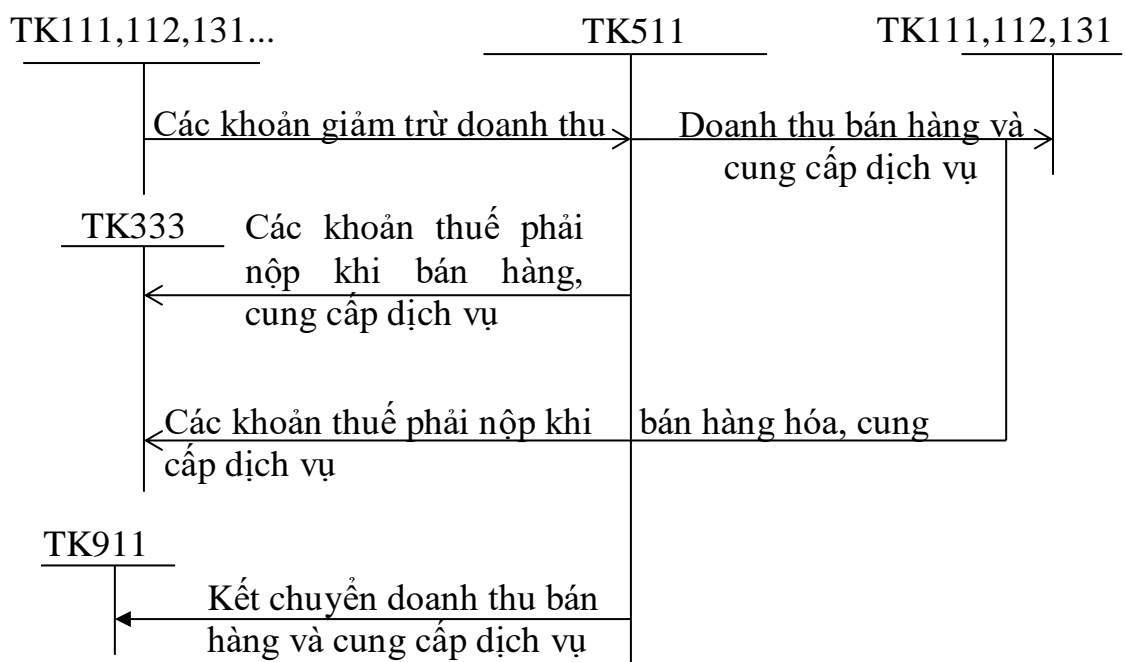 TK111,112,131...
TK511
TK111,112,131
Các khoản giảm trừ doanh thu
Doanh thu bán hàng và
cung cấp dịch vụ
TK333
Các khoản thuế phải
nộp khi bán hàng,
cung cấp dịch vụ
Các khoản thuế phải nộp khi bán hàng hóa, cung
cấp dịch vụ
TK911
Kết chuyển doanh thu bán
hàng và cung cấp dịch vụ